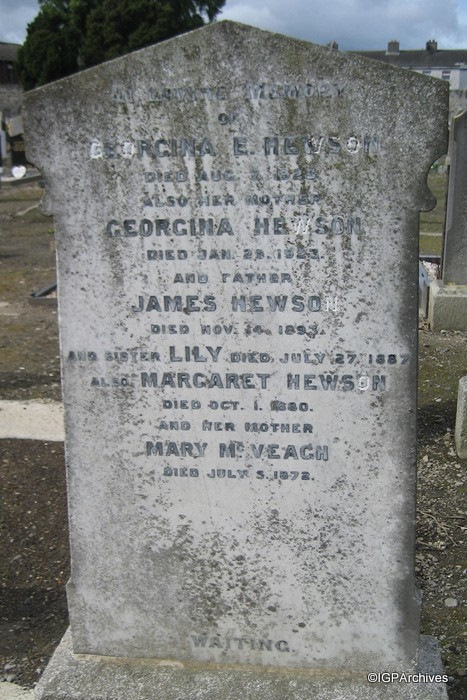 IN LOVING MEMORY
OF
GEORGINA E. HEWSON
DIED AUG.
ALSO HER MOTHER
GEORGINA HEWSON
DIED JAN. 1923.
AND FATHER
JAMES HEWSON
DIED NOV. 14. 1893.
AND SISTER LILY DIED JULY 27. 1887
ALSO MARGARET HEWSON
DIED OCT. 1. 1880.
AND HER MOTHER
MARY McVEAGH
DIED JULY 5. 1872.
WAITING.
©IGPArchives